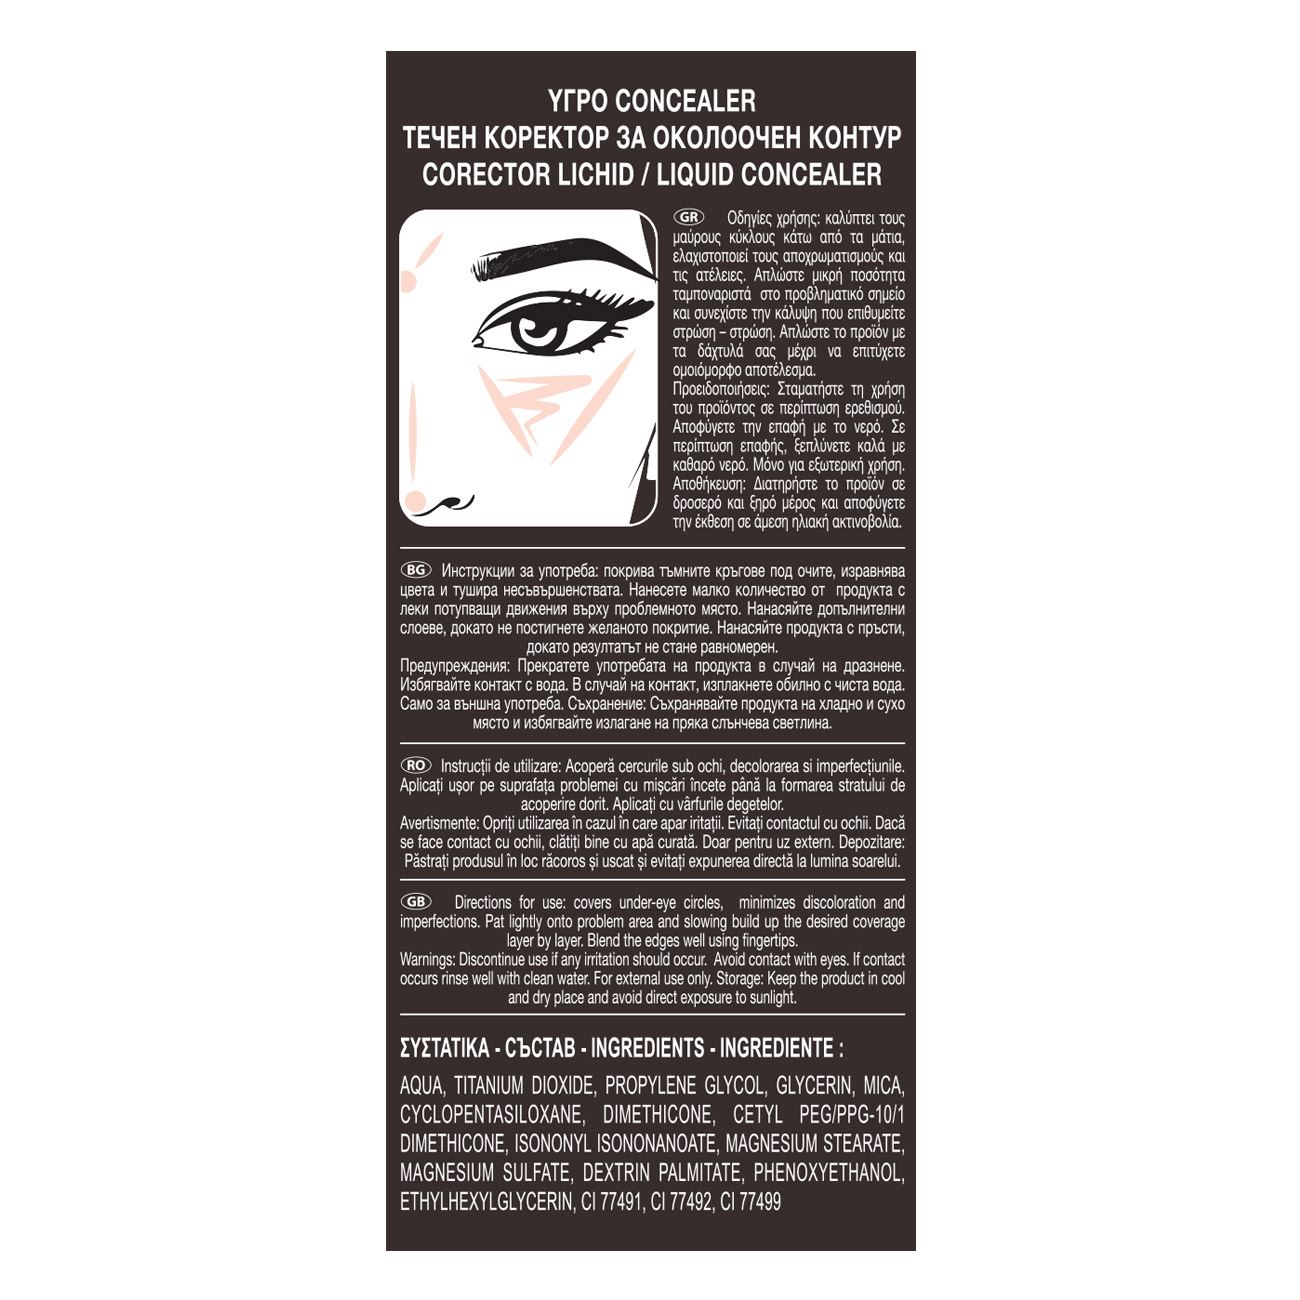 ΥΓΡΟ CONCEALER
ТЕЧЕН КОРЕКТОР ЗА ОКОЛООЧЕН КОНТУР
CORECTOR LICHID / LIQUID CONCEALER
GR Οδηγίες χρήσης: καλύπτει τους
μαύρους κύκλους κάτω από τα μάτια,
ελαχιστοποιεί τους αποχρωματισμούς και
τις ατέλειες. Απλώστε μικρή ποσότητα
ταμποναριστά στο προβληματικό σημείο
και συνεχίστε την κάλυψη που επιθυμείτε
στρώση – στρώση. Απλώστε το προϊόν με
τα δάχτυλά σας μέχρι να επιτύχετε
ομοιόμορφο αποτέλεσμα.
Προειδοποιήσεις: Σταματήστε τη χρήση
του προϊόντος σε περίπτωση ερεθισμού.
Αποφύγετε την επαφή με το νερό. Σε
περίπτωση επαφής, ξεπλύνετε καλά με
καθαρό νερό. Μόνο για εξωτερική χρήση.
Αποθήκευση: Διατηρήστε το προϊόν σε
δροσερό και ξηρό μέρος και αποφύγετε
την έκθεση σε άμεση ηλιακή ακτινοβολία.
BG Инструкции за употреба: покрива тъмните кръгове под очите, изравнява
цвета и тушира несъвършенствата. Нанесете малко количество от продукта с
леки потупващи движения върху проблемното място. Нанасяйте допълнителни
слоеве, докато не постигнете желаното покритие. Нанасяйте продукта с пръсти,
докато резултатът не стане равномерен.
Предупреждения: Прекратете употребата на продукта в случай на дразнене.
Избягвайте контакт с вода. В случай на контакт, изплакнете обилно с чиста вода.
Само за външна употреба. Съхранение: Съхранявайте продукта на хладно и сухо
място и избягвайте излагане на пряка слънчева светлина.
RO Instrucții de utilizare: Acoperă cercurile sub ochi, decolorarea si imperfecțiunile.
Aplicați ușor pe suprafața problemei cu mișcări încete până la formarea stratului de
acoperire dorit. Aplicați cu vârfurile degetelor.
Avertismente: Opriți utilizarea în cazul în care apar iritații. Evitați contactul cu ochii. Dacă
se face contact cu ochii, clătiți bine cu apă curată. Doar pentru uz extern. Depozitare:
Păstrați produsul în loc răcoros și uscat și evitați expunerea directă la lumina soarelui.
GB Directions for use: covers under-eye circles, minimizes discoloration and
imperfections. Pat lightly onto problem area and slowing build up the desired coverage
layer by layer. Blend the edges well using fingertips.
Warnings: Discontinue use if any irritation should occur. Avoid contact with eyes. If contact
occurs rinse well with clean water. For external use only. Storage: Keep the product in cool
and dry place and avoid direct exposure to sunlight.
ΣΥΣΤΑΤΙΚΑ - СЪСТАВ - INGREDIENTS - INGREDIENTE :
AQUA, TITANIUM DIOXIDE, PROPYLENE GLYCOL, GLYCERIN, MICA,
CYCLOPENTASILOXANE, DIMETHICONE, CETYL PEG/PPG-10/1
DIMETHICONE, ISONONYL ISONONANOATE, MAGNESIUM STEARATE,
MAGNESIUM SULFATE, DEXTRIN PALMITATE, PHENOXYETHANOL,
ETHYLHEXYLGLYCERIN, CI 77491, CI 77492, CI 77499